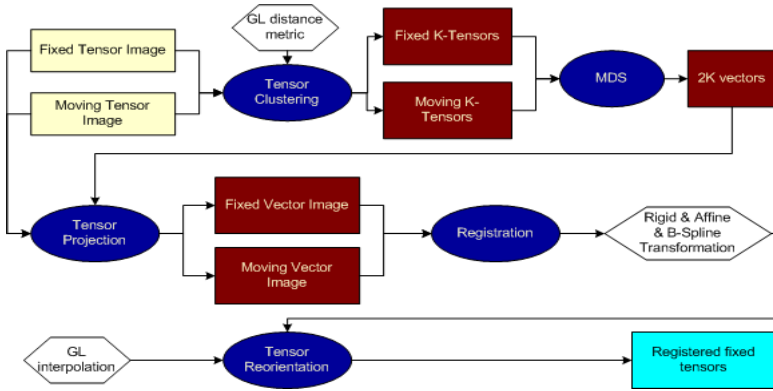 GL distance
metric
Fixed Tensor Image
Moving Tensor
Image
Tensor
Clustering
Fixed K-Tensors
Moving K-
Tensors
MDS
2K vectors
Tensor
Projection
Fixed Vector Image
Moving Vector
Image
Registration
Rigid & Affine
& B-Spline
Transformation
GL
interpolation
Tensor
Reorientation
Registered fixed
tensors